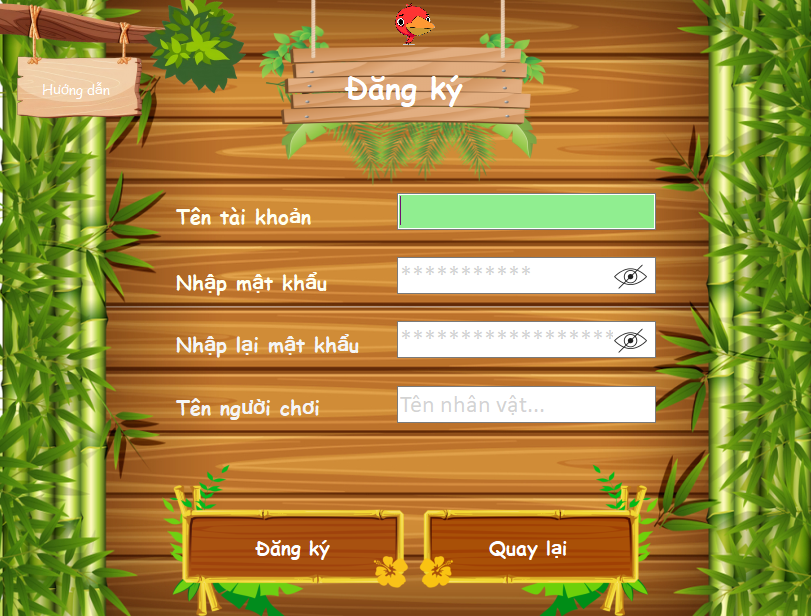 Hướng dẫn
Đăng ký
Tên tài khoản
Nhập mật khẩu
***********
Nhập lại mật khẩu
******************
Tên người chơi
Tên nhân vật...
Đăng ký
Quay lại